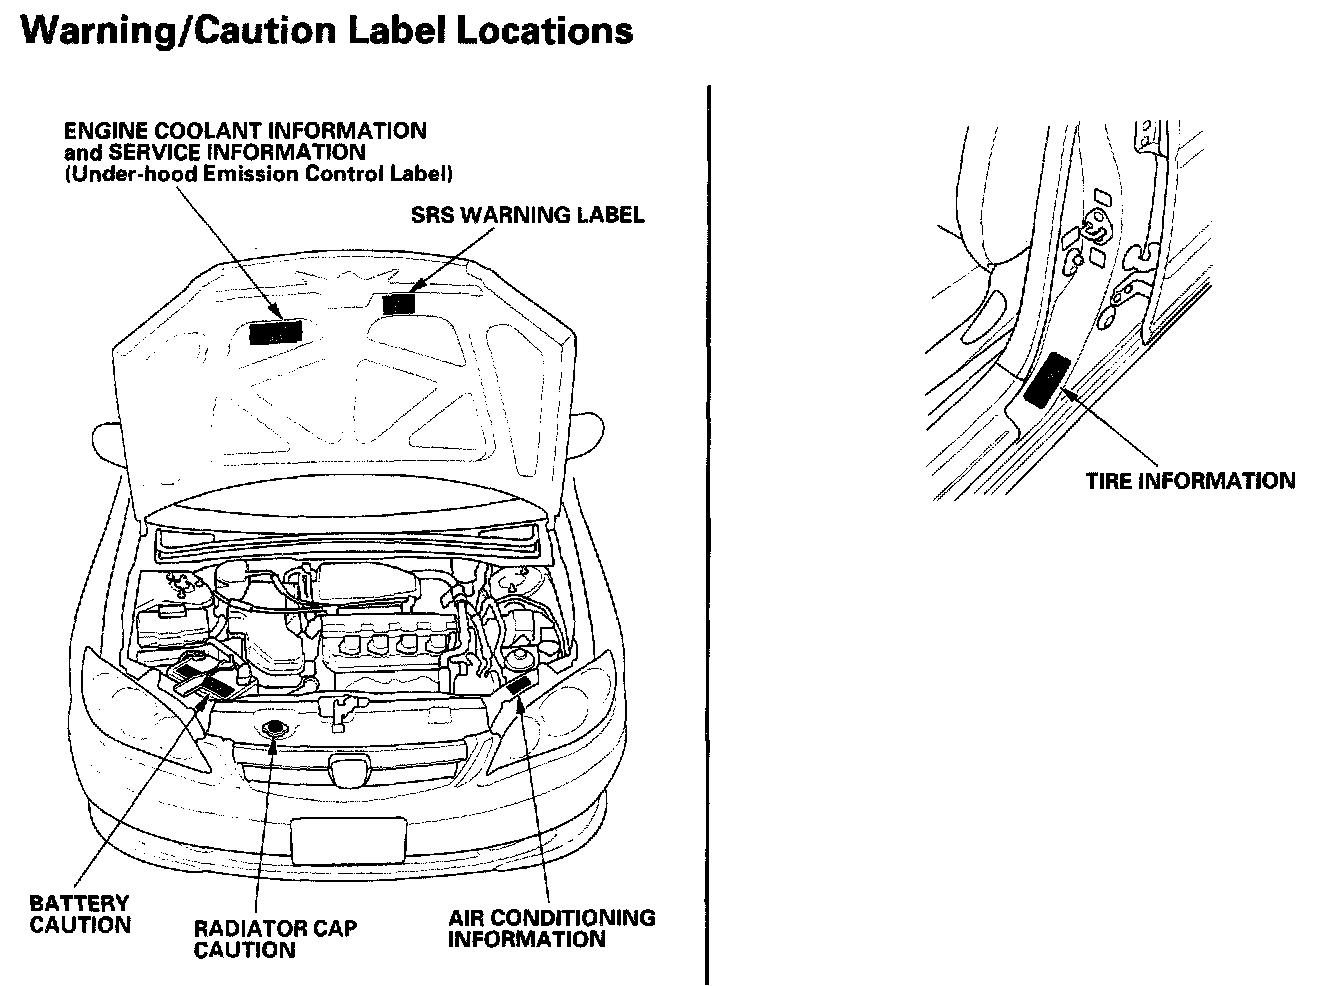 Warning/Caution Label Locations
ENGINE COOLANT INFORMATION
and SERVICE INFORMATION
(Under-hood Emission Control Label)
SRS WARNING LABEL
BATTERY
CAUTION
RADIATOR CAP
CAUTION
AIR CONDITIONING
INFORMATION
TIRE INFORMATION